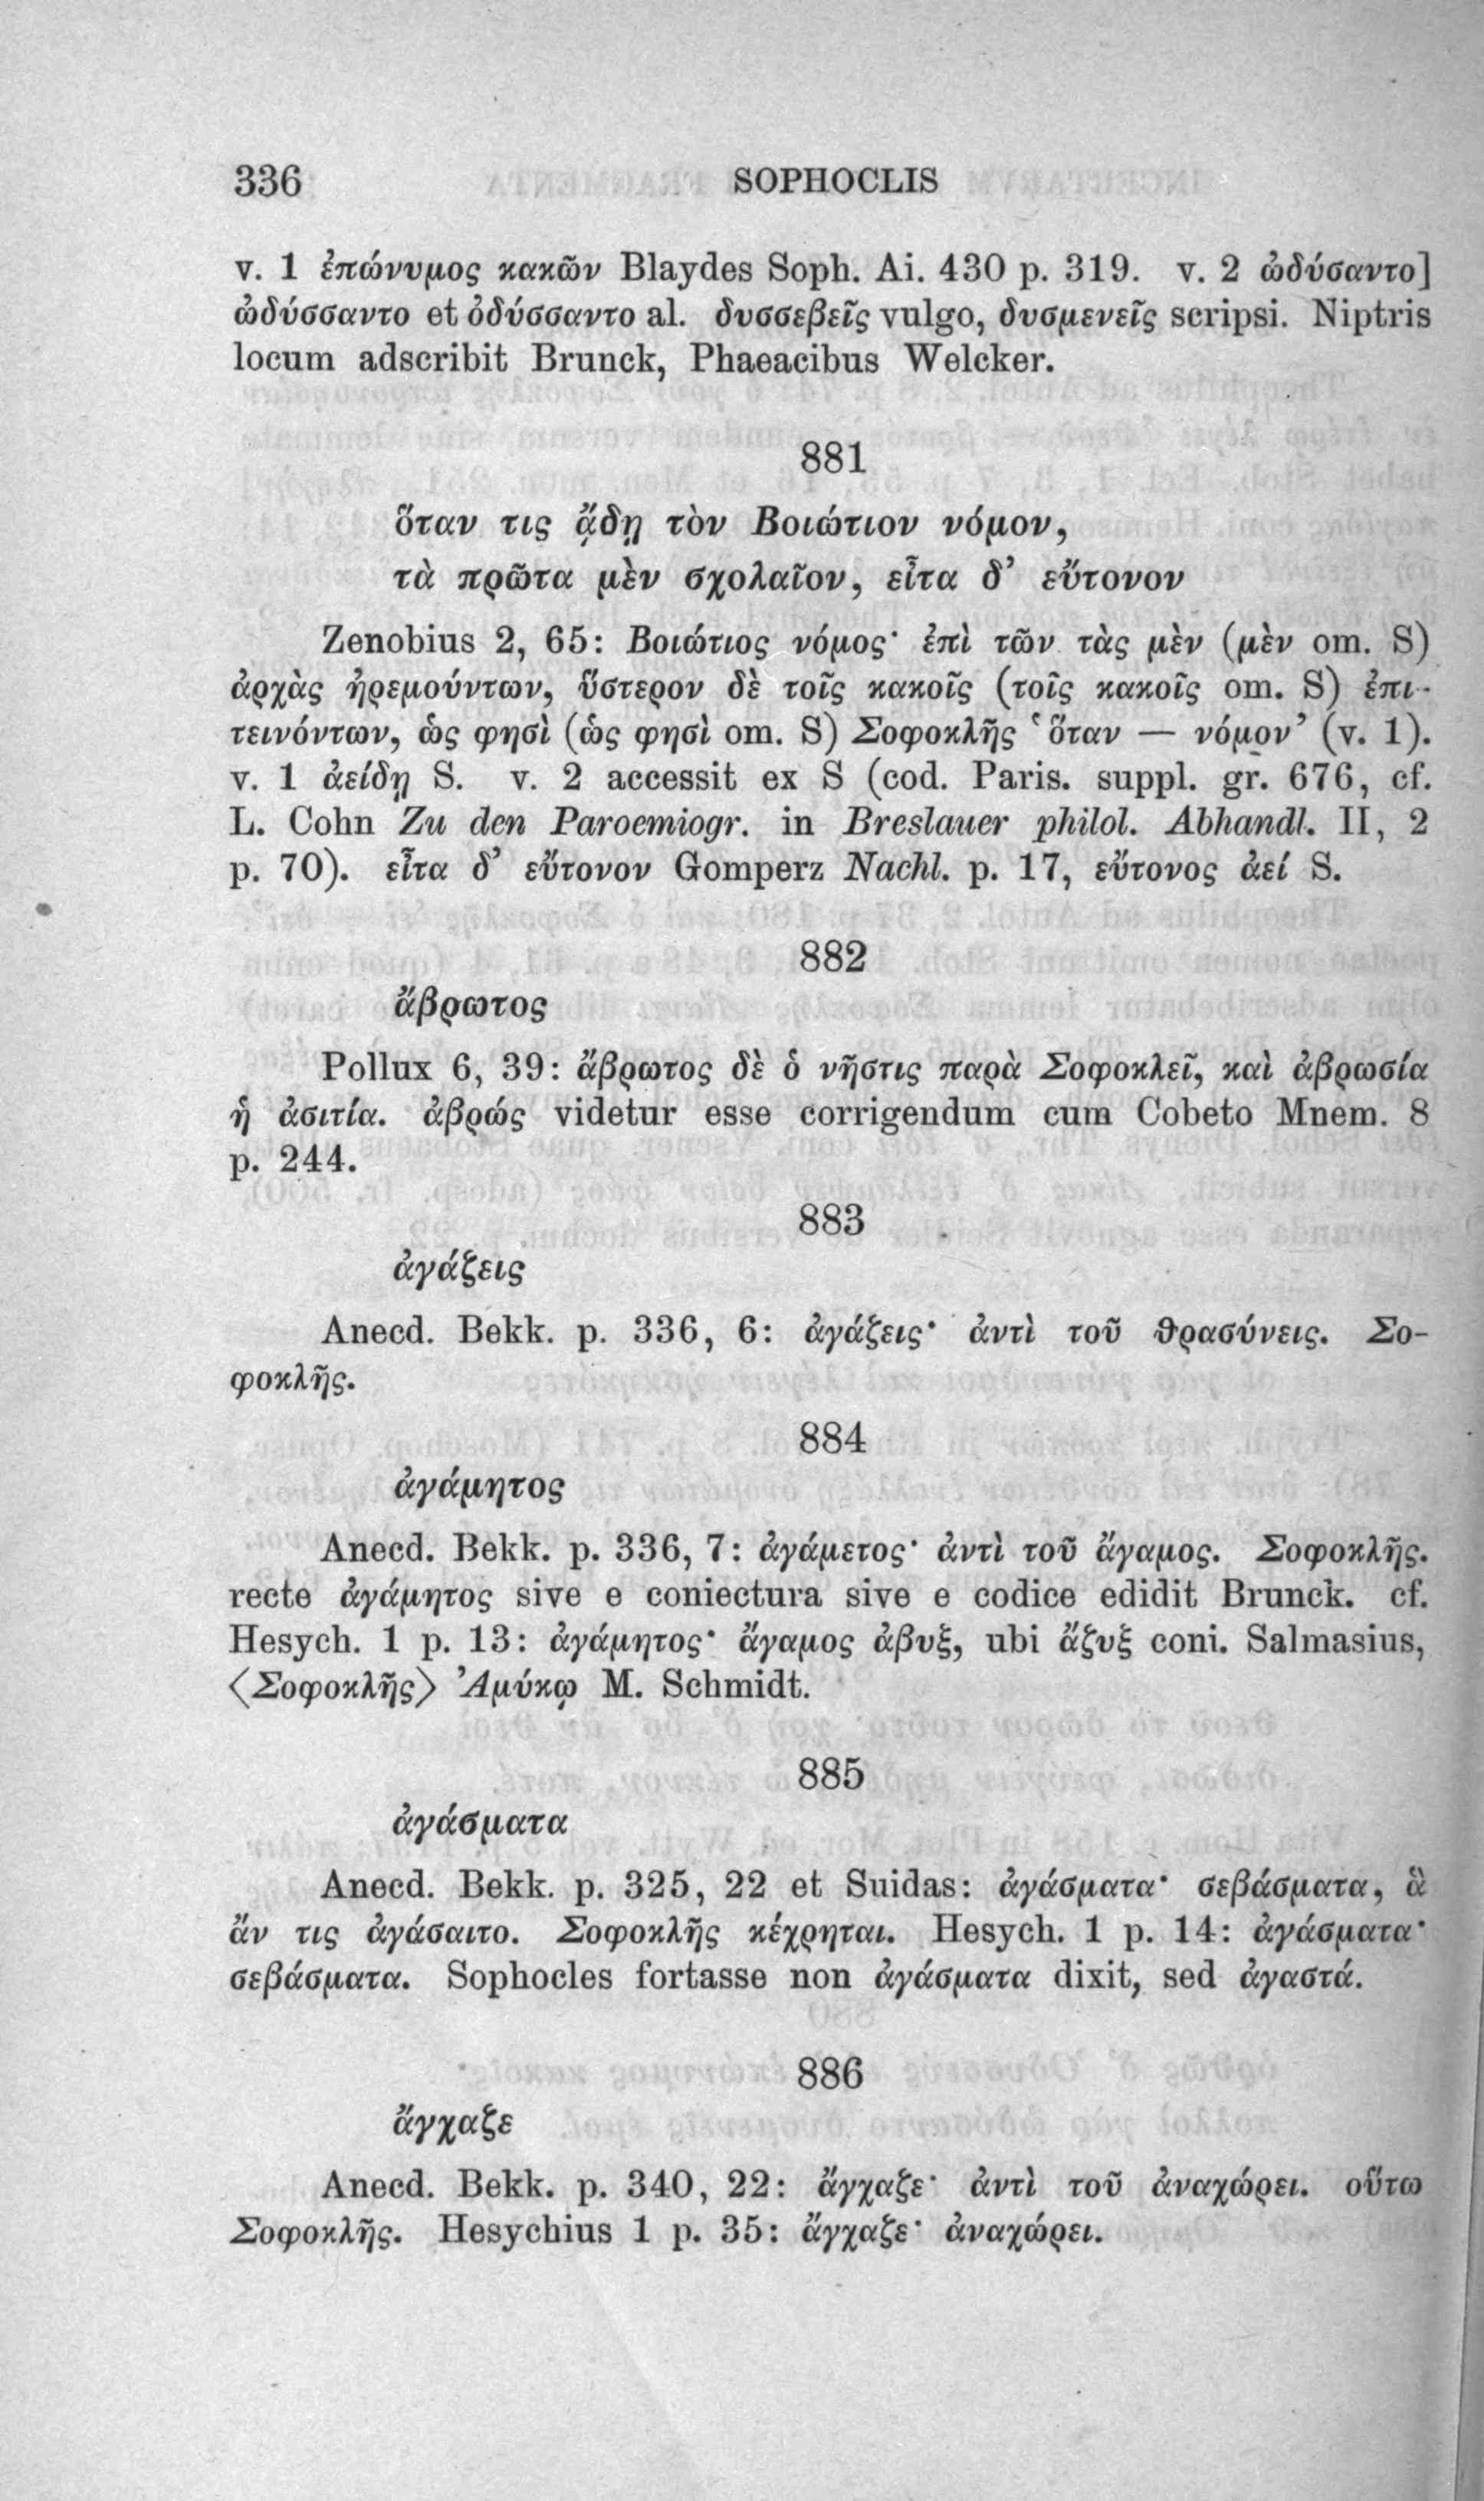 336 SOPHOCLIS
v. 1 ἐπώνυμος κακῶν Blaydes Soph. Ai. 430 p. 319. v. 2 ὠδύσαντο]
ὠδύσσαντο et ὀδύσσαντο al. δυσσεβεῖς vulgo, δυσμενεῖς scripsi. Niptris
locum adscribit Brunck, Phaeacibus Welcker.
881
ὅταν τις ᾄδῃ τὸν Βοιώτιον νόμον,
τὰ πρῶτα μὲν σχολαῖον, εἶτα δ’ εὔτονον
Zenobius 2, 65: Βοιώτιος νόμος· ἐπὶ τῶν τὰς μὲν (μὲν om. S)
ἀρχὰς ἠρεμούντων, ὕστερον δὲ τοῖς κακοῖς (τοῖς κακοῖς om. S) ἐπι-
τεινόντων, ὥς φησὶ (ὥς φησὶ om. S) Σοφοκλῆς ‘ὅταν — νόμον’ (v. 1).
v. 1 ἀείδῃ S. v. 2 accessit ex S (cod. Paris. suppl. gr. 676, cf.
L. Cohn Zu den Paroemiogr. in Breslauer philol. Abhandl. II, 2
p. 70). εἶτα δ’ εὔτονον Gomperz Nachl. p. 17, εὔτονος ἀεί S.
882
ἄβρωτος
Pollux 6, 39: ἄβρωτος δὲ ὁ νῆστις παρὰ Σοφοκλεῖ, καὶ ἀβρωσία
ἡ ἀσιτία. ἀβρώς videtur esse corrigendum cum Cobeto Mnem. 8
p. 244.
883
ἀγάζεις
Anecd. Bekk. p. 336, 6: ἀγάζεις· ἀντὶ τοῦ θρασύνεις. Σο-
φοκλῆς.
884
ἀγάμητος
Anecd. Bekk. p. 336, 7: ἀγάμετος· ἀντὶ τοῦ ἄγαμος. Σοφοκλῆς.
recte ἀγάμητος sive e coniectura sive e codice edidit Brunck. cf.
Hesych. 1 p. 13: ἀγάμητος· ἄγαμος ἀβυξ, ubi ἄζυξ coni. Salmasius,
⟨Σοφοκλῆς⟩ Ἀμύκῳ M. Schmidt.
885
ἀγάσματα
Anecd. Bekk. p. 325, 22 et Suidas: ἀγάσματα· σεβάσματα, ἃ
ἄν τις ἀγάσαιτο. Σοφοκλῆς κέχρηται. Hesych. 1 p. 14: ἀγάσματα·
σεβάσματα. Sophocles fortasse non ἀγάσματα dixit, sed ἀγαστά.
886
ἄγχαζε
Anecd. Bekk. p. 340, 22: ἄγχαζε· ἀντὶ τοῦ ἀναχώρει. οὕτω
Σοφοκλῆς. Hesychius 1 p. 35: ἄγχαζε· ἀναχώρει.